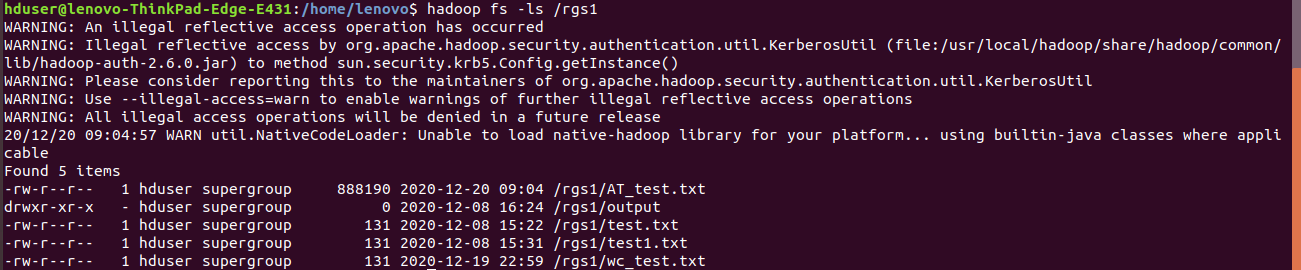 hduser@lenovo-ThinkPad-Edge-E431:/home/lenovo$ hadoop fs -ls /rgs1
WARNING: An illegal reflective access operation has occurred
WARNING: Illegal reflective access by org.apache.hadoop.security.authentication.util.KerberosUtil (file:/usr/local/hadoop/share/hadoop/common/
lib/hadoop-auth-2.6.0.jar) to method sun.security.krb5.Config.getInstance()
WARNING: Please consider reporting this to the maintainers of org.apache.hadoop.security.authentication.util.KerberosUtil
WARNING: Use --illegal-access=warn to enable warnings of further illegal reflective access operations
WARNING: All illegal access operations will be denied in a future release
20/12/20 09:04:57 WARN util.NativeCodeLoader: Unable to load native-hadoop library for your platform... using builtin-java classes where appli
cable
Found 5 items
-rw-r--r--   1 hduser supergroup     888190 2020-12-20 09:04 /rgs1/AT_test.txt
drwxr-xr-x   - hduser supergroup          0 2020-12-08 16:24 /rgs1/output
-rw-r--r--   1 hduser supergroup        131 2020-12-08 15:22 /rgs1/test.txt
-rw-r--r--   1 hduser supergroup        131 2020-12-08 15:31 /rgs1/test1.txt
-rw-r--r--   1 hduser supergroup        131 2020-12-19 22:59 /rgs1/wc_test.txt